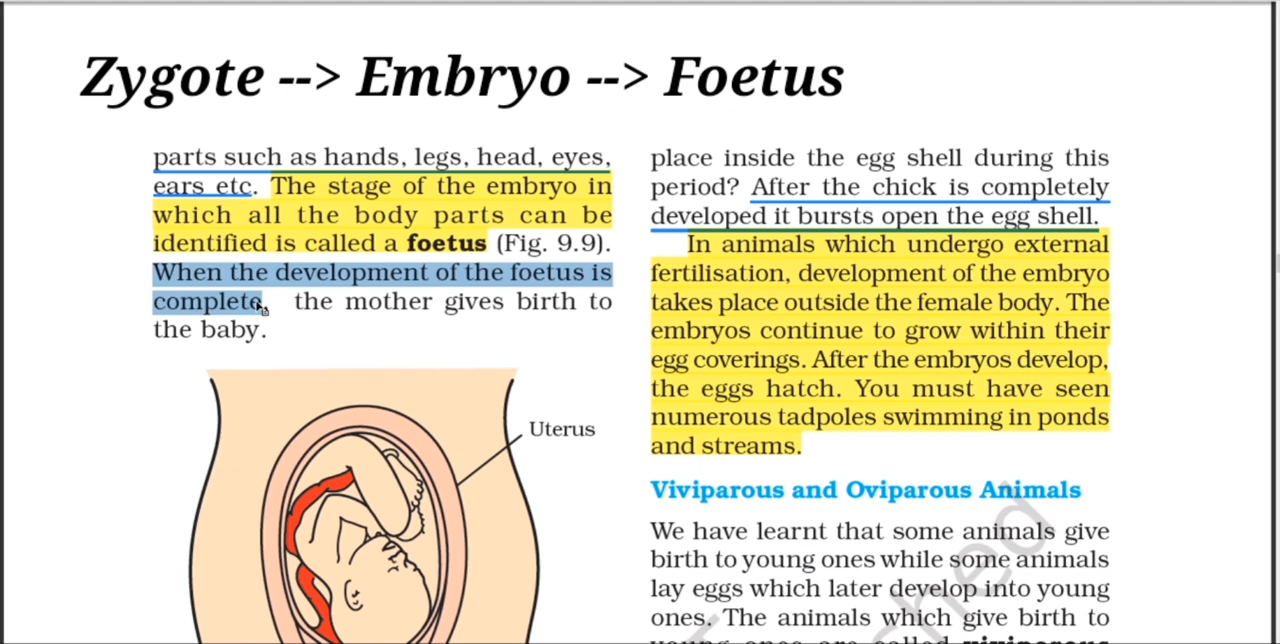 Zygote --> Embryo --> Foetus
parts such as hands, legs, head, eyes,
ears etc. The stage of the embryo in
which all the body parts can be
identified is called a foetus (Fig. 9.9).
When the development of the foetus is
complete, the mother gives birth to
the baby.
Uterus
place inside the egg shell during this
period? After the chick is completely
developed it bursts open the egg shell.
In animals which undergo external
fertilisation, development of the embryo
takes place outside the female body. The
embryos continue to grow within their
egg coverings. After the embryos develop,
the eggs hatch. You must have seen
numerous tadpoles swimming in ponds
and streams.
Viviparous and Oviparous Animals
We have learnt that some animals give
birth to young ones while some animals
lay eggs which later develop into young
ones. The animals which give birth to
young ones are called viviparous